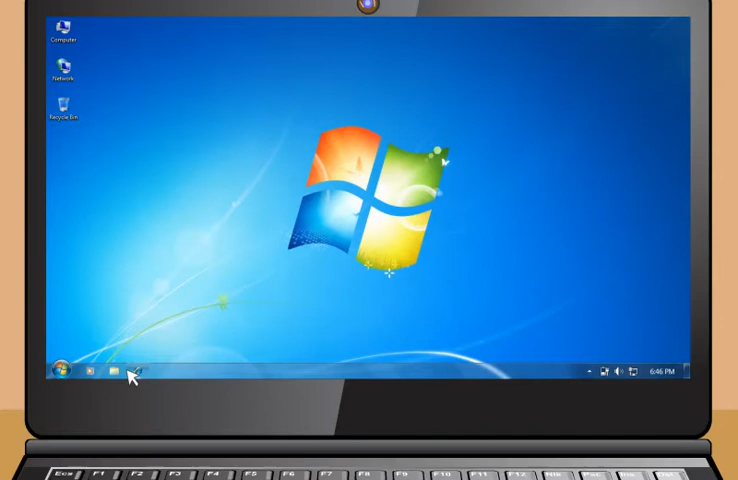 Computer
Network
Recycle Bin
6:46 PM
Esc F1 F2 F3 F4 F5 F6 F7 F8 F9 F10 F11 F12